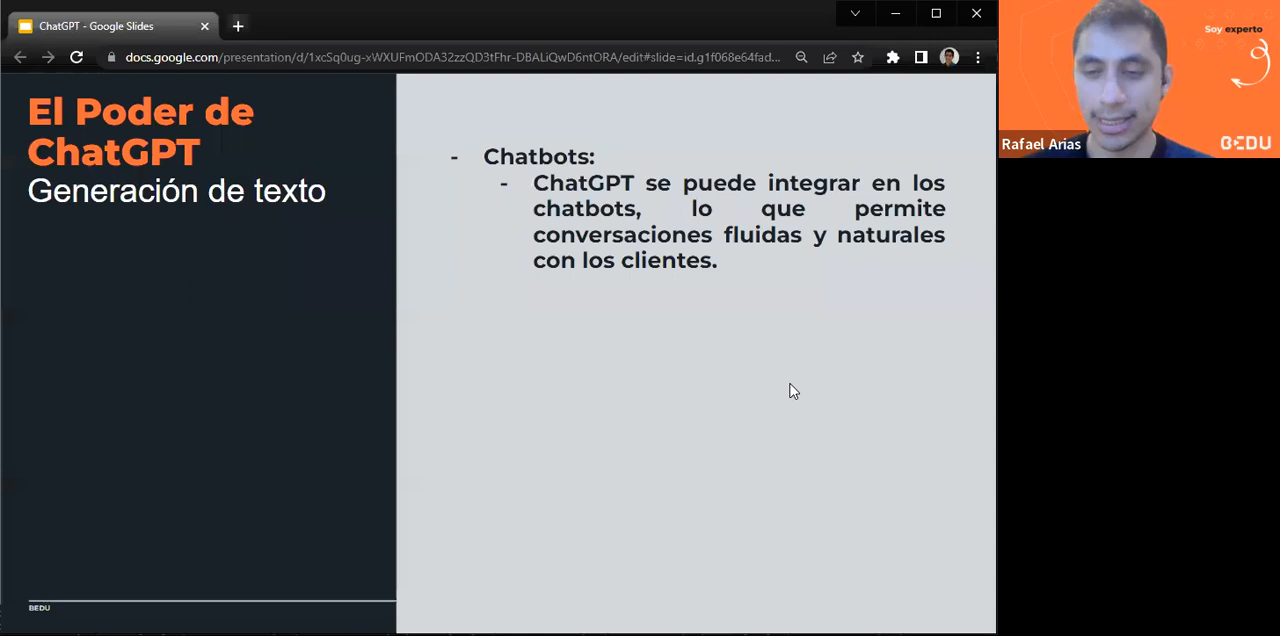 ChatGPT - Google Slides
docs.google.com/presentation/d/1xcSq0ug-xWXUFmODA32zzQD3tFhr-DBALiQwD6ntORA/edit#slide=id.g1f068e64fad...
El Poder de
ChatGPT
Generación de texto
- Chatbots:
- ChatGPT se puede integrar en los
chatbots, lo que permite
conversaciones fluidas y naturales
con los clientes.
BEDU
Soy experto
Rafael Arias
BEDU